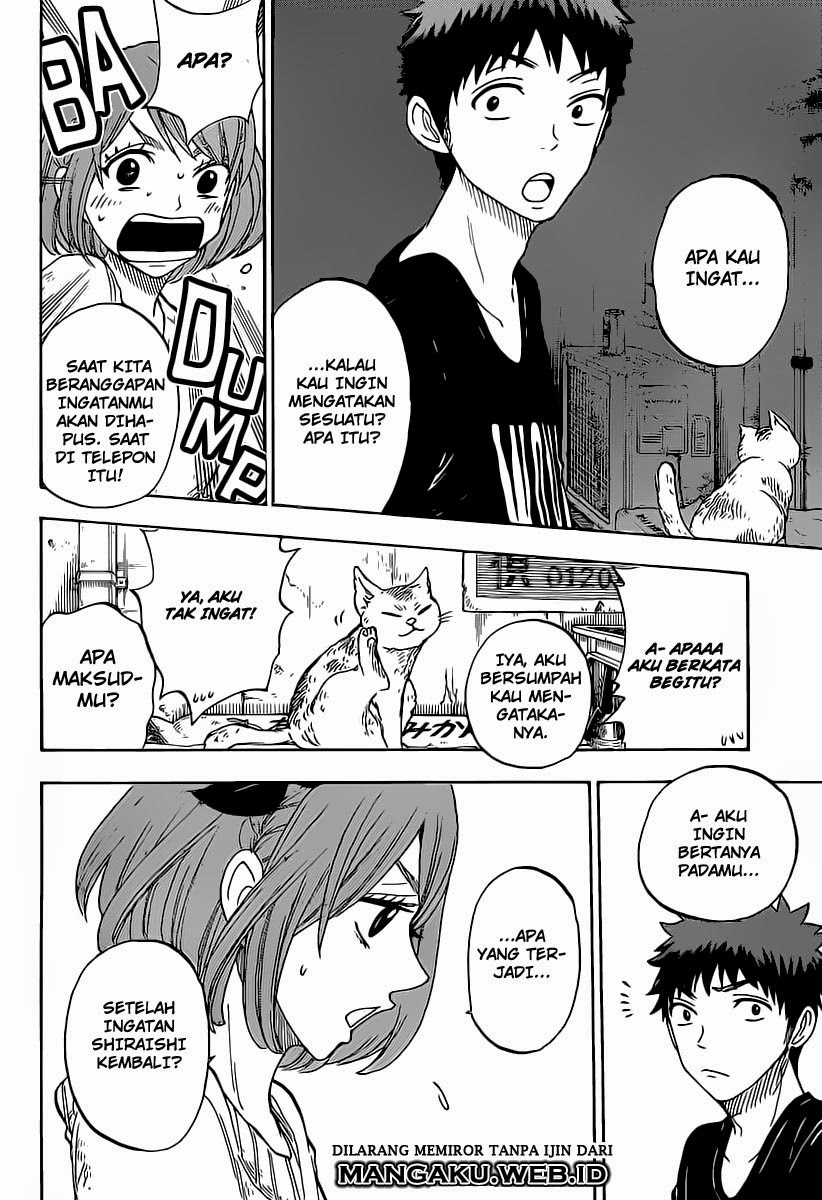 APA KAU
INGAT...
...KALAU
KAU INGIN
MENGATAKAN
SESUATU?
APA ITU?
APA?
BA
DUMP
SAAT KITA
BERANGGAPAN
INGATANMU
AKAN DIHA-
PUS. SAAT
DI TELEPON
ITU!
A- APAAA
AKU BERKATA
BEGITU?
0120
IYA, AKU
BERSUMPAH
KAU MEN-
GATAKA-
NYA.
みか
YA, AKU
TAK INGAT!
APA
MAKSUD-
MU?
A- AKU
INGIN
BERTANYA
PADAMU...
...APA
YANG TER-
JADI...
SETELAH
INGATAN
SHIRAISHI
KEMBALI?
DILARANG MEMIROR TANPA IJIN DARI
MANGAKU.WEB.ID